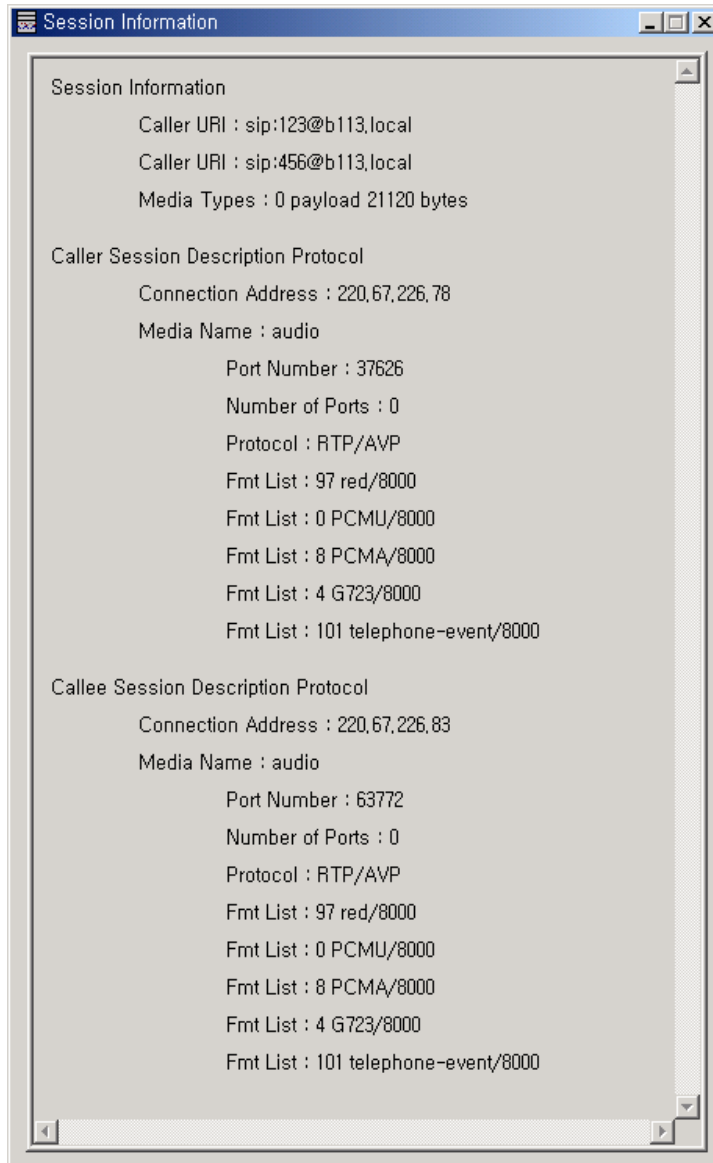 Session Information
Session Information
Caller URI : sip:123@b113.local
Caller URI : sip:456@b113.local
Media Types : 0 payload 21120 bytes
Caller Session Description Protocol
Connection Address : 220.67.226.78
Media Name : audio
Port Number : 37626
Number of Ports : 0
Protocol : RTP/AVP
Fmt List : 97 red/8000
Fmt List : 0 PCMU/8000
Fmt List : 8 PCMA/8000
Fmt List : 4 G723/8000
Fmt List : 101 telephone-event/8000
Callee Session Description Protocol
Connection Address : 220.67.226.83
Media Name : audio
Port Number : 63772
Number of Ports : 0
Protocol : RTP/AVP
Fmt List : 97 red/8000
Fmt List : 0 PCMU/8000
Fmt List : 8 PCMA/8000
Fmt List : 4 G723/8000
Fmt List : 101 telephone-event/8000